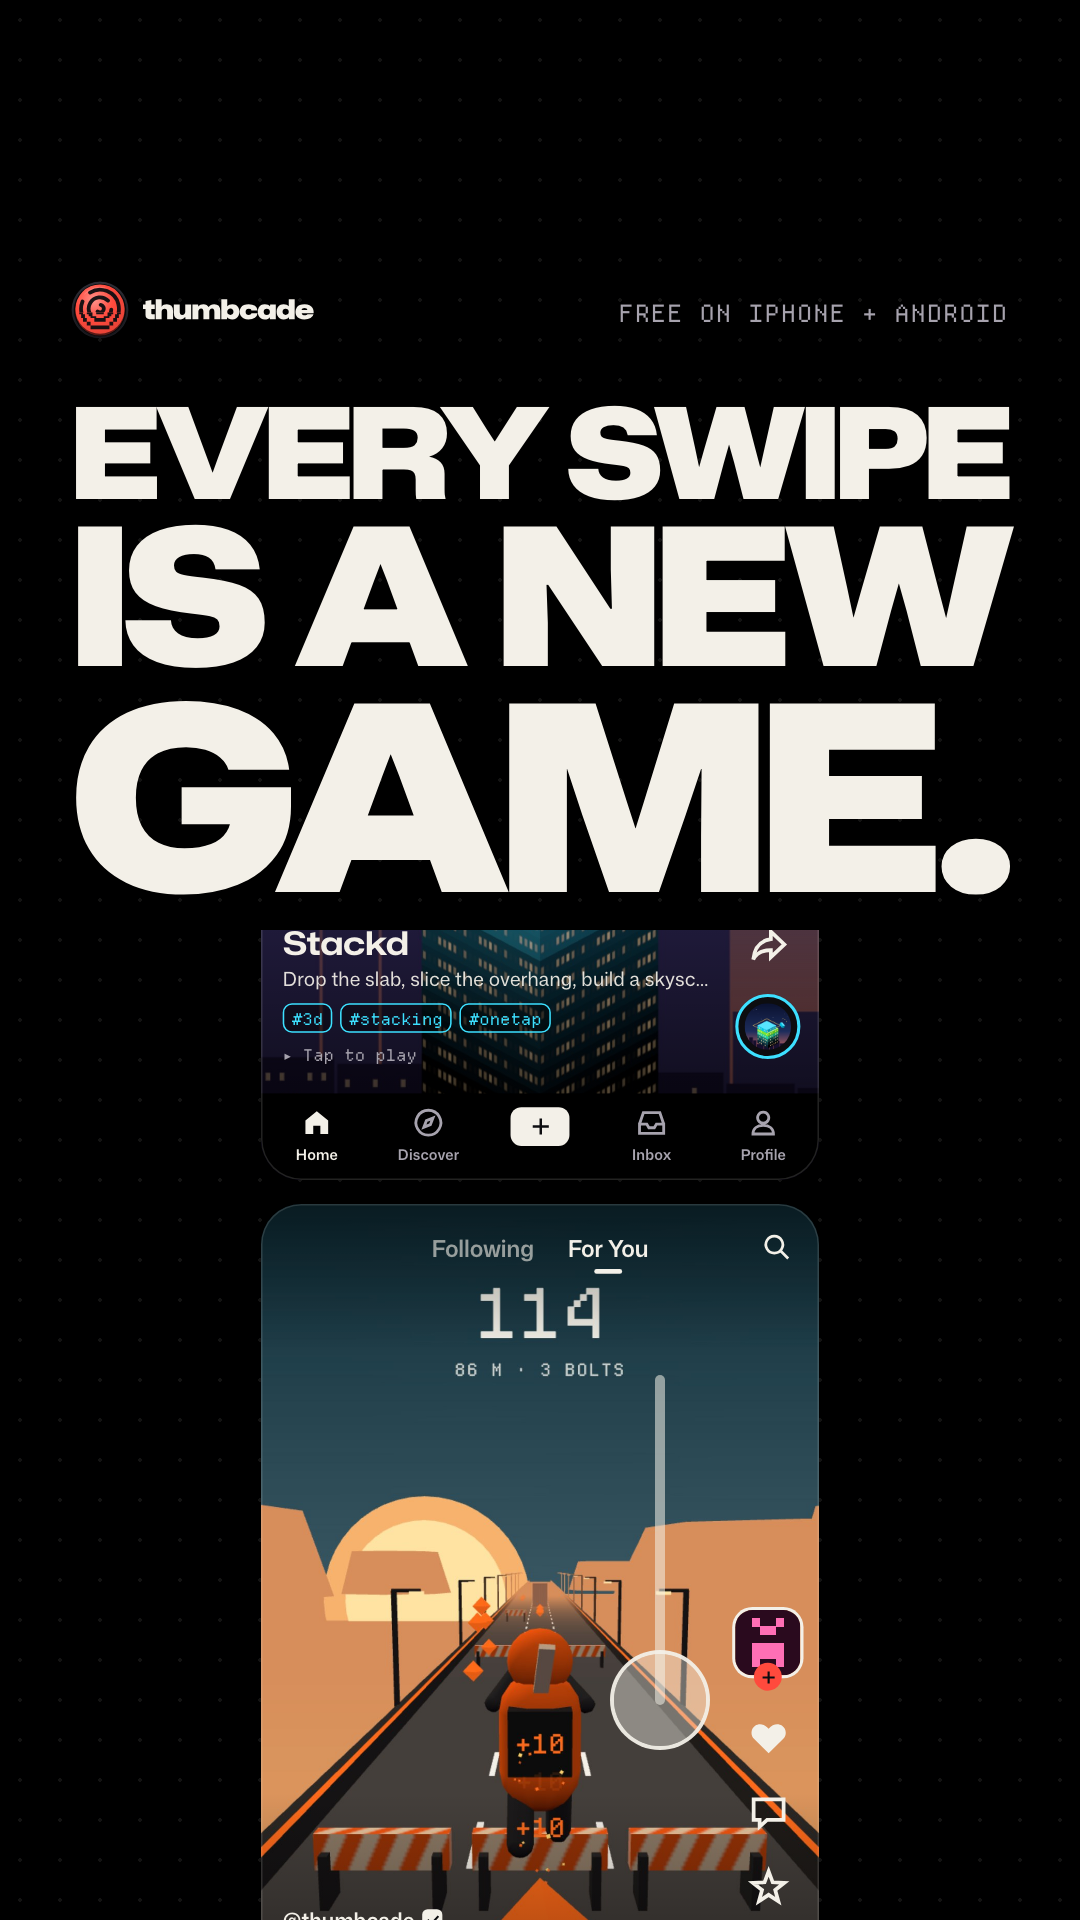 thumbcade
FREE ON IPHONE + ANDROID
EVERY SWIPE
IS A NEW
GAME.
Stackd
Drop the slab, slice the overhang, build a skysc...
#3d #stacking #onetap
▸ Tap to play
Home Discover + Inbox Profile
Following For You
114
86 M · 3 BOLTS
+10
+10
@thumbcade